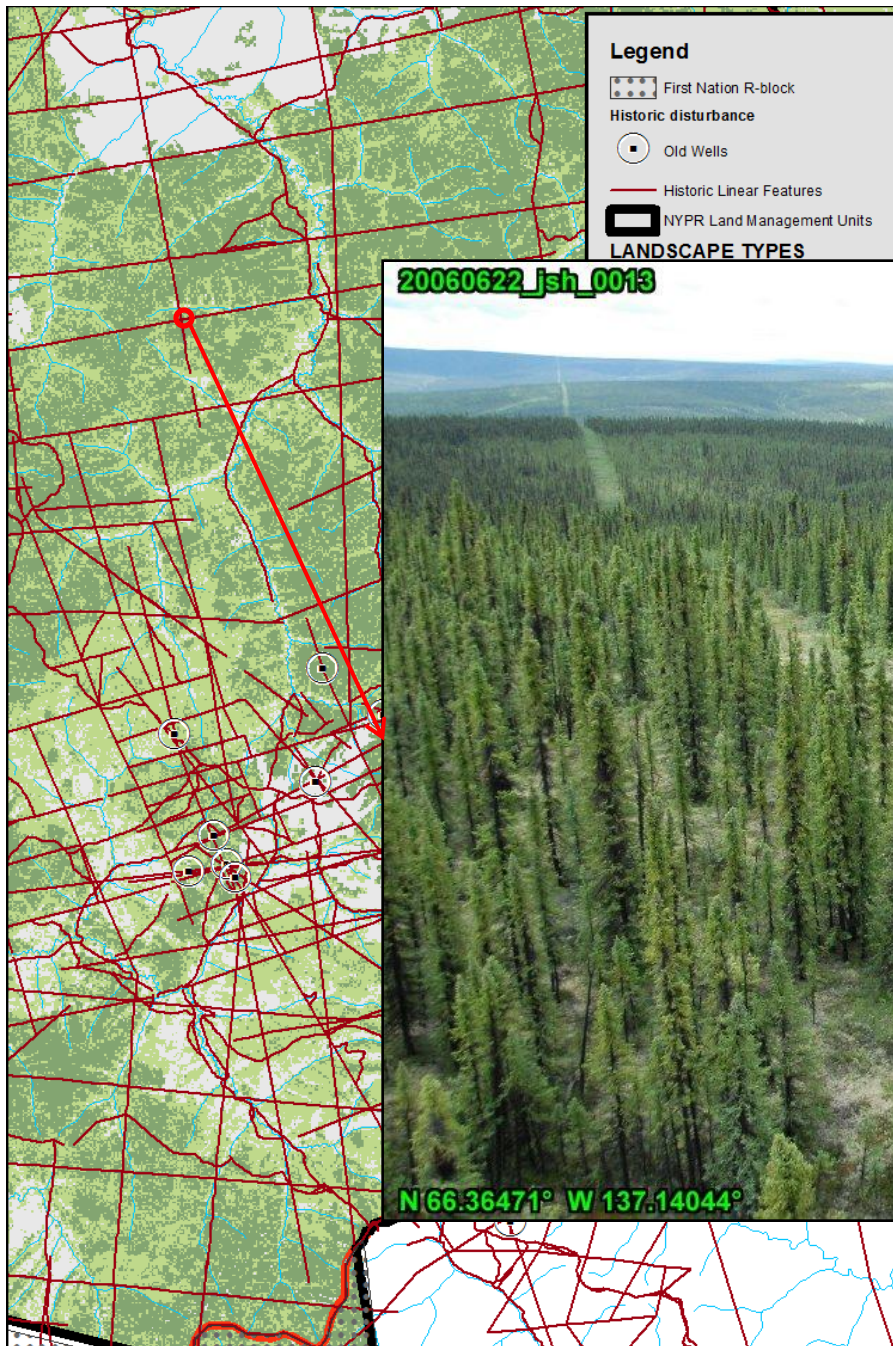 Legend
First Nation R-block
Historic disturbance
Old Wells
Historic Linear Features
NYPR Land Management Units
LANDSCAPE TYPES
20060622_jsh_0013
N 66.36471° W 137.14044°